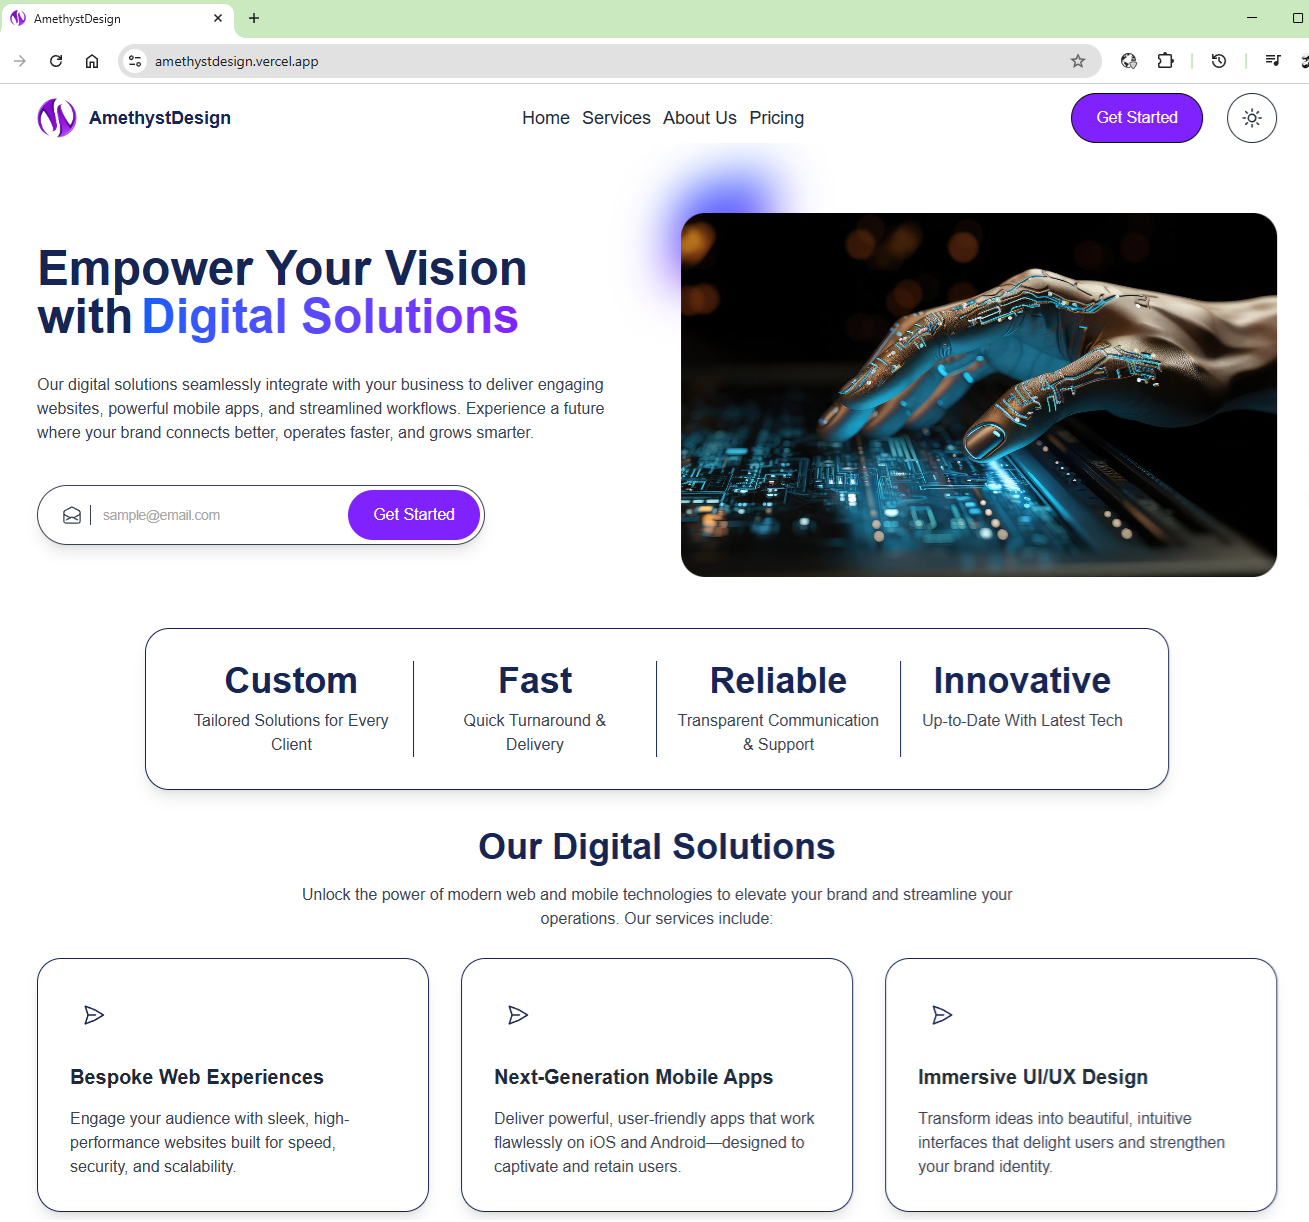 AmethystDesign
amethystdesign.vercel.app
AmethystDesign
Home Services About Us Pricing
Get Started
Empower Your Vision
with Digital Solutions
Our digital solutions seamlessly integrate with your business to deliver engaging
websites, powerful mobile apps, and streamlined workflows. Experience a future
where your brand connects better, operates faster, and grows smarter.
sample@email.com
Get Started
Custom
Tailored Solutions for Every
Client
Fast
Quick Turnaround &
Delivery
Reliable
Transparent Communication
& Support
Innovative
Up-to-Date With Latest Tech
Our Digital Solutions
Unlock the power of modern web and mobile technologies to elevate your brand and streamline your
operations. Our services include:
Bespoke Web Experiences
Engage your audience with sleek, high-
performance websites built for speed,
security, and scalability.
Next-Generation Mobile Apps
Deliver powerful, user-friendly apps that work
flawlessly on iOS and Android—designed to
captivate and retain users.
Immersive UI/UX Design
Transform ideas into beautiful, intuitive
interfaces that delight users and strengthen
your brand identity.